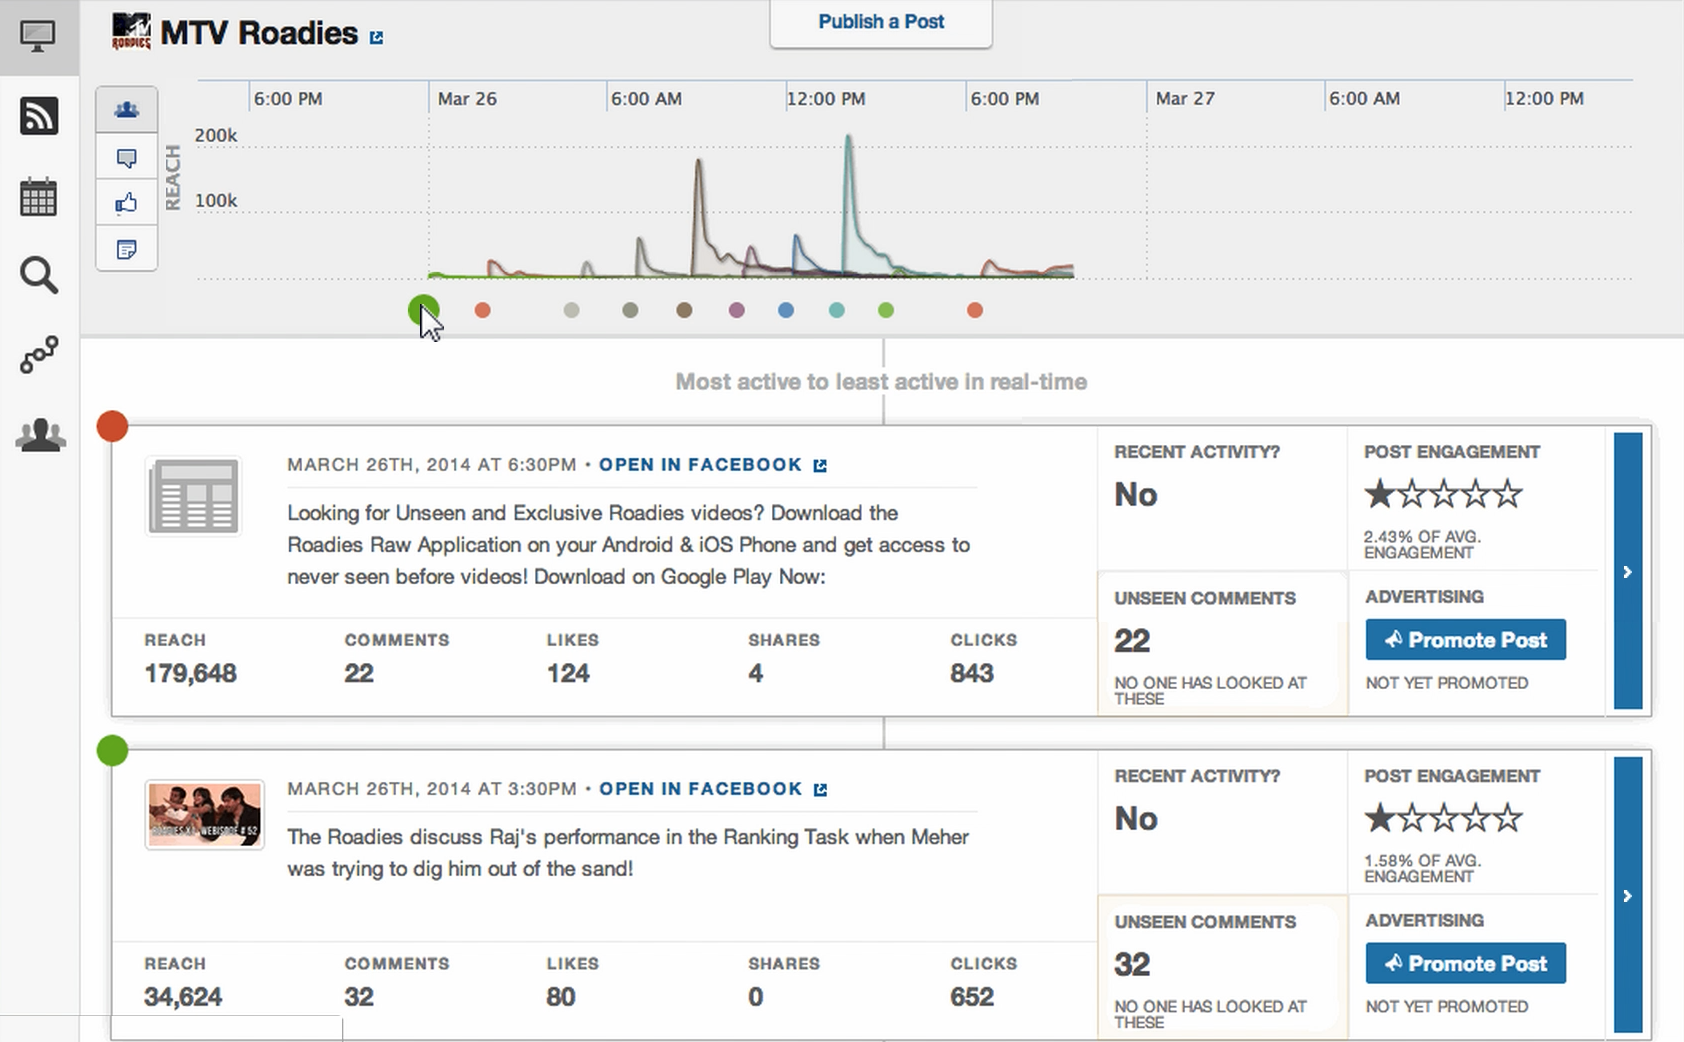 MTV
ROADIES
MTV Roadies
Publish a Post
6:00 PM
Mar 26
6:00 AM
12:00 PM
6:00 PM
Mar 27
6:00 AM
12:00 PM
REACH
200k
100k
Most active to least active in real-time
MARCH 26TH, 2014 AT 6:30PM • OPEN IN FACEBOOK
Looking for Unseen and Exclusive Roadies videos? Download the
Roadies Raw Application on your Android & iOS Phone and get access to
never seen before videos! Download on Google Play Now:
REACH
179,648
COMMENTS
22
LIKES
124
SHARES
4
CLICKS
843
RECENT ACTIVITY?
No
POST ENGAGEMENT
2.43% OF AVG.
ENGAGEMENT
UNSEEN COMMENTS
22
NO ONE HAS LOOKED AT
THESE
ADVERTISING
Promote Post
NOT YET PROMOTED
ROADIES X1 WEBISODE # 52
MARCH 26TH, 2014 AT 3:30PM • OPEN IN FACEBOOK
The Roadies discuss Raj's performance in the Ranking Task when Meher
was trying to dig him out of the sand!
REACH
34,624
COMMENTS
32
LIKES
80
SHARES
0
CLICKS
652
RECENT ACTIVITY?
No
POST ENGAGEMENT
1.58% OF AVG.
ENGAGEMENT
UNSEEN COMMENTS
32
NO ONE HAS LOOKED AT
THESE
ADVERTISING
Promote Post
NOT YET PROMOTED